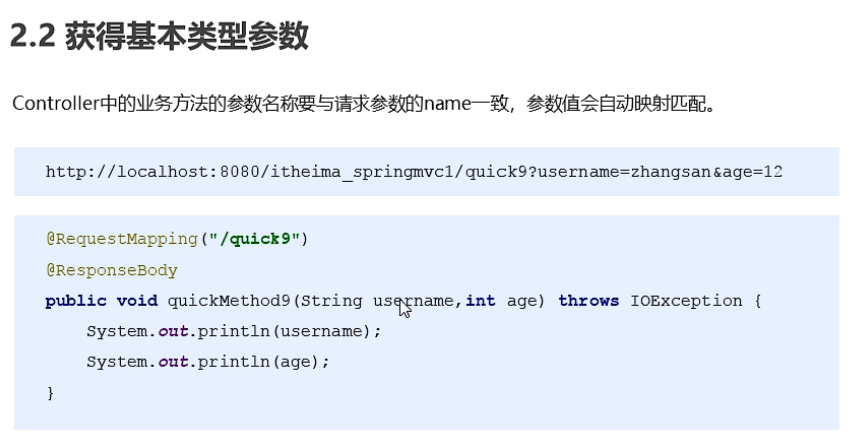 2.2 获得基本类型参数
Controller中的业务方法的参数名称要与请求参数的name一致，参数值会自动映射匹配。
http://localhost:8080/itheima_springmvc1/quick9?username=zhangsan&age=12
@RequestMapping("/quick9")
@ResponseBody
public void quickMethod9(String username,int age) throws IOException {
    System.out.println(username);
    System.out.println(age);
}